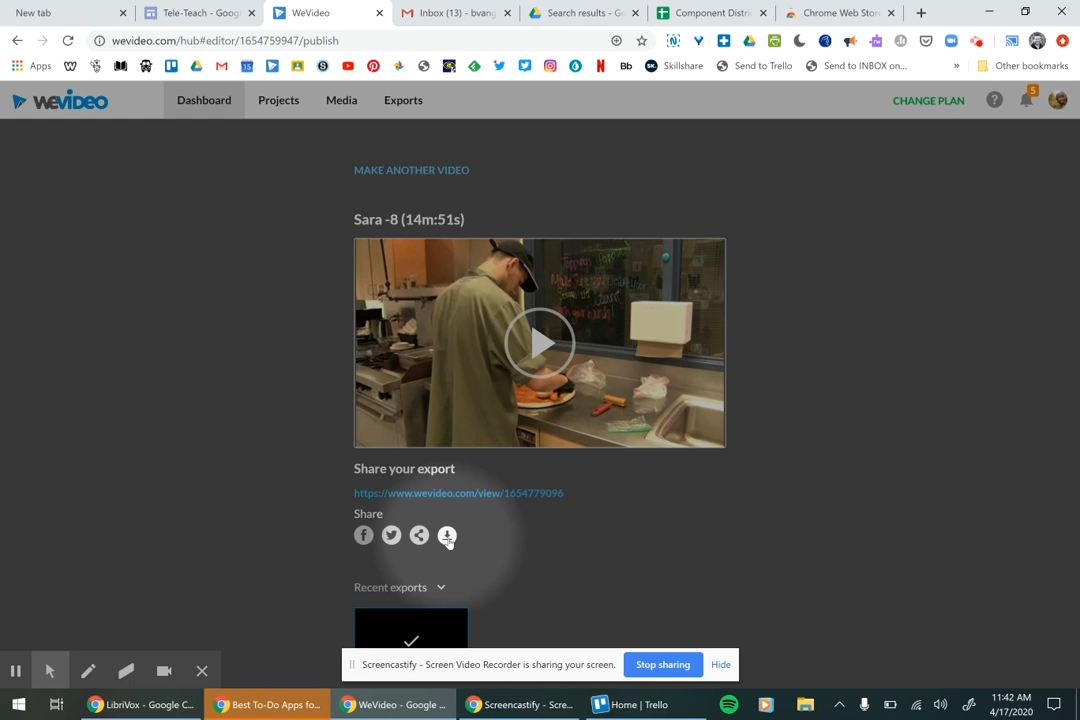 New tab
Tele-Teach - Googl
WeVideo
Inbox (13) - bvang
Search results - Go
Component Distri
Chrome Web Stor
wevideo.com/hub#editor/1654759947/publish
Apps
Bb
Skillshare
Send to Trello
Send to INBOX on...
»
Other bookmarks
WEVIDEO
Dashboard
Projects
Media
Exports
CHANGE PLAN
?
5
MAKE ANOTHER VIDEO
Sara -8 (14m:51s)
Share your export
https://www.wevideo.com/view/1654779096
Share
Recent exports
Screencastify - Screen Video Recorder is sharing your screen.
Stop sharing
Hide
LibriVox - Google C...
Best To-Do Apps fo...
WeVideo - Google ...
Screencastify - Scre...
Home | Trello
11:42 AM
4/17/2020